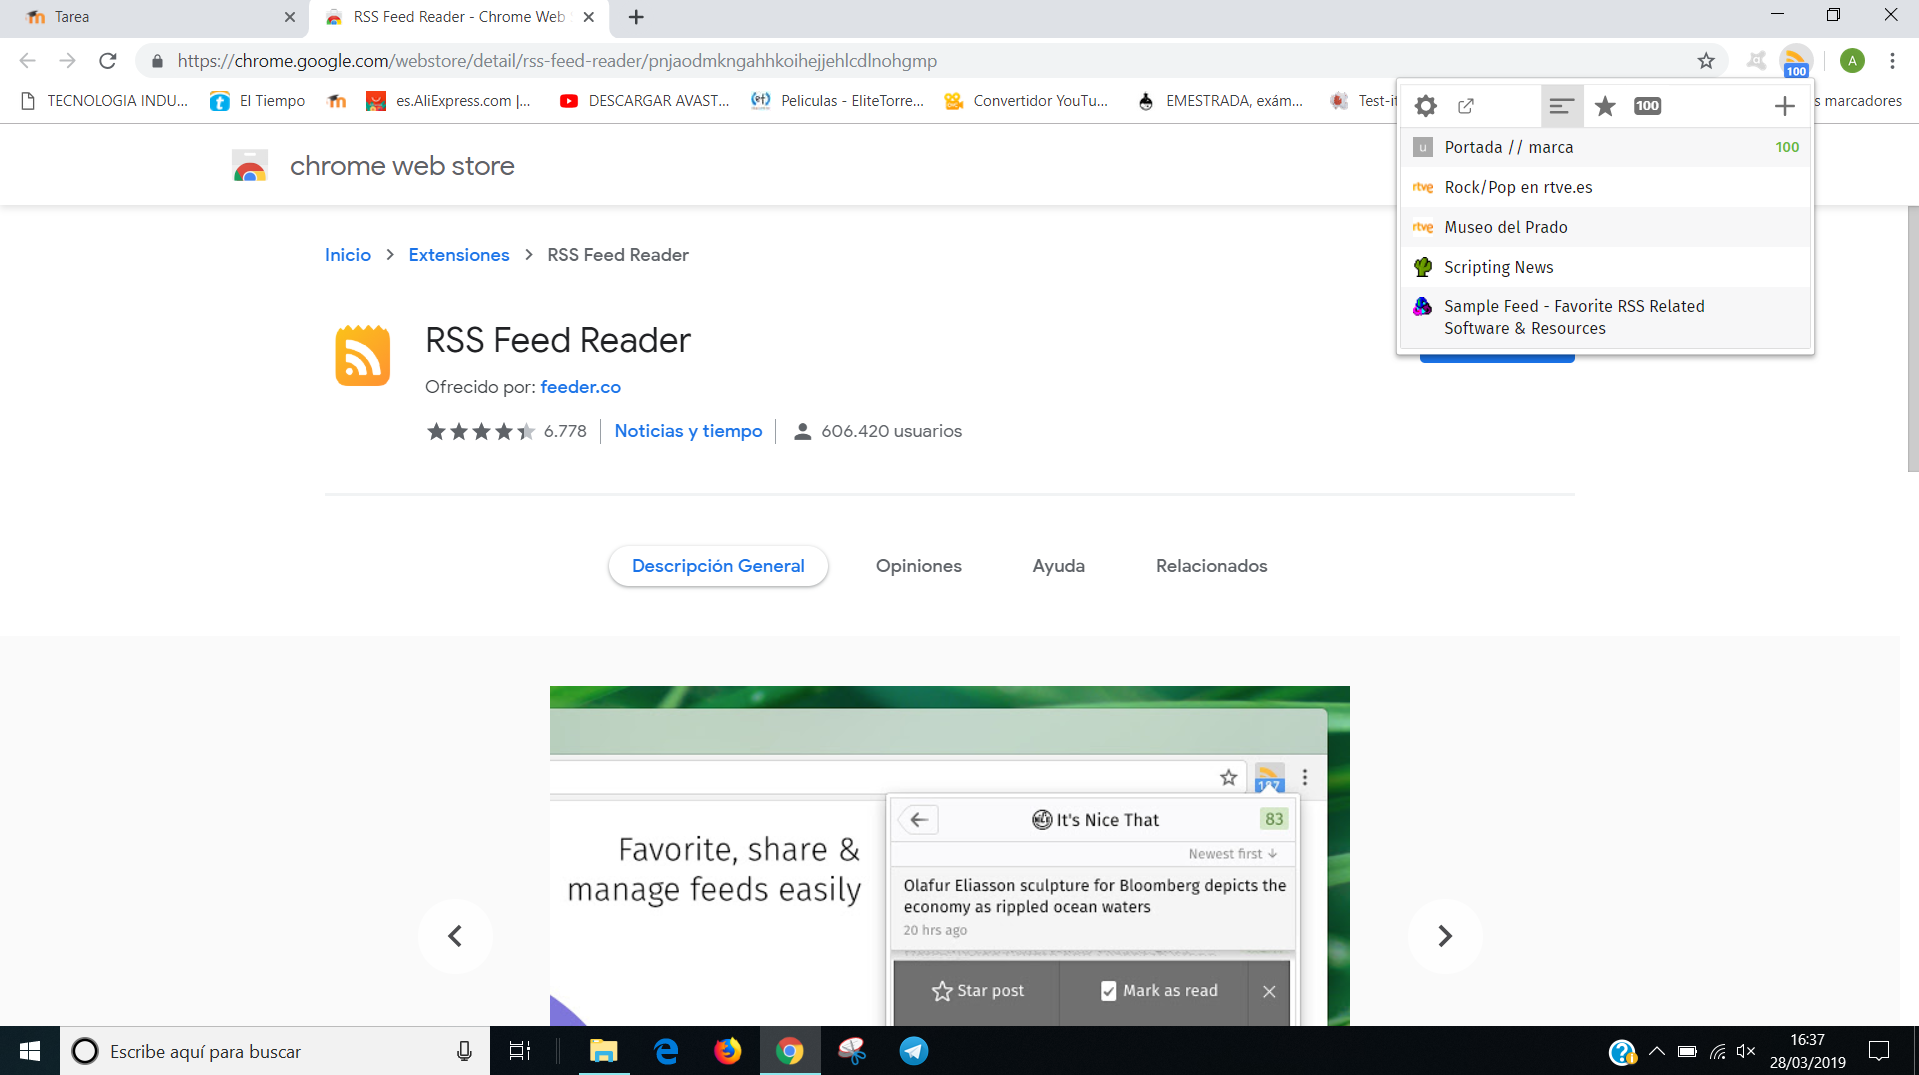 Tarea
RSS Feed Reader - Chrome Web
https://chrome.google.com/webstore/detail/rss-feed-reader/pnjaodmkngahhkoihejjehlcdlnohgmp
A
100
TECNOLOGIA INDU...
El Tiempo
es.AliExpress.com |...
DESCARGAR AVAST...
Peliculas - EliteTorre...
Convertidor YouTu...
EMESTRADA, exám...
Test-it
s marcadores
100
u Portada // marca 100
rtve Rock/Pop en rtve.es
rtve Museo del Prado
Scripting News
Sample Feed - Favorite RSS Related
Software & Resources
chrome web store
Inicio > Extensiones > RSS Feed Reader
RSS Feed Reader
Ofrecido por: feeder.co
6.778
Noticias y tiempo
606.420 usuarios
Descripción General
Opiniones
Ayuda
Relacionados
Favorite, share &
manage feeds easily
It's Nice That
83
Newest first ↓
Olafur Eliasson sculpture for Bloomberg depicts the
economy as rippled ocean waters
20 hrs ago
Star post
Mark as read
Escribe aquí para buscar
16:37
28/03/2019